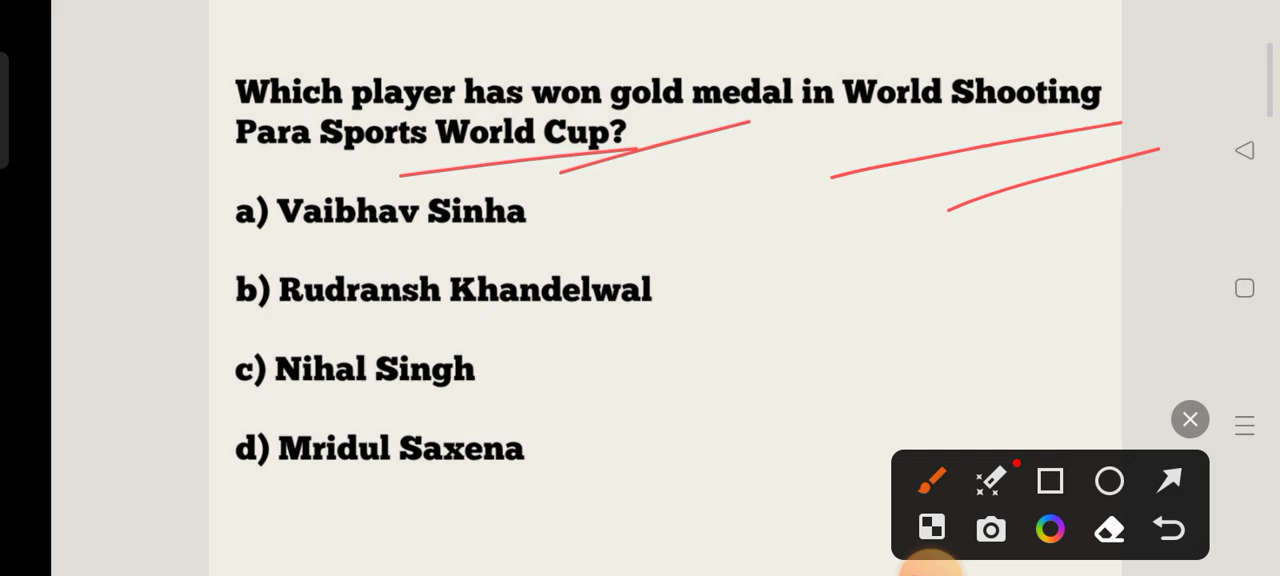 Which player has won gold medal in World Shooting
Para Sports World Cup?
a) Vaibhav Sinha
b) Rudransh Khandelwal
c) Nihal Singh
d) Mridul Saxena